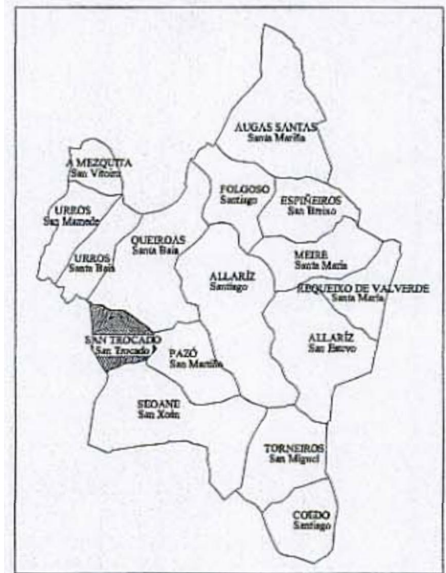 AUGAS SANTAS
Santa Mariña
A MEZQUITA
San Vitoiro
FOLGOSO
Santiago
ESPIÑEIROS
San Breixo
URROS
San Mamede
URROS
Santa Baia
QUEIROAS
Santa Baia
ALLARÍZ
Santiago
MEIRE
Santa María
REQUEIXO DE VALVERDE
Santa María
ALLARÍZ
San Estevo
SAN TROCADO
San Trocado
PAZÓ
San Martiño
SEOANE
San Xoán
TORNEIROS
San Miguel
COEDO
Santiago